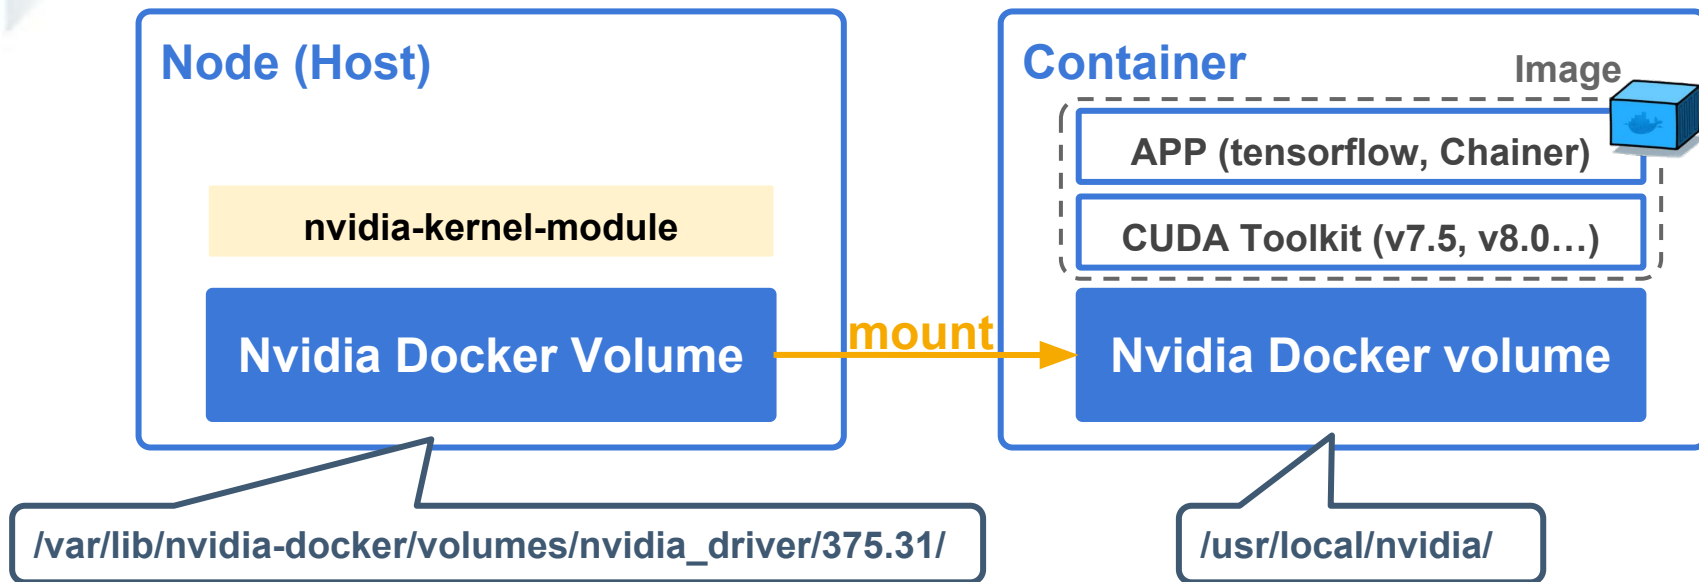 Node (Host)
nvidia-kernel-module
Nvidia Docker Volume
/var/lib/nvidia-docker/volumes/nvidia_driver/375.31/
mount
Container
Image
APP (tensorflow, Chainer)
CUDA Toolkit (v7.5, v8.0…)
Nvidia Docker volume
/usr/local/nvidia/